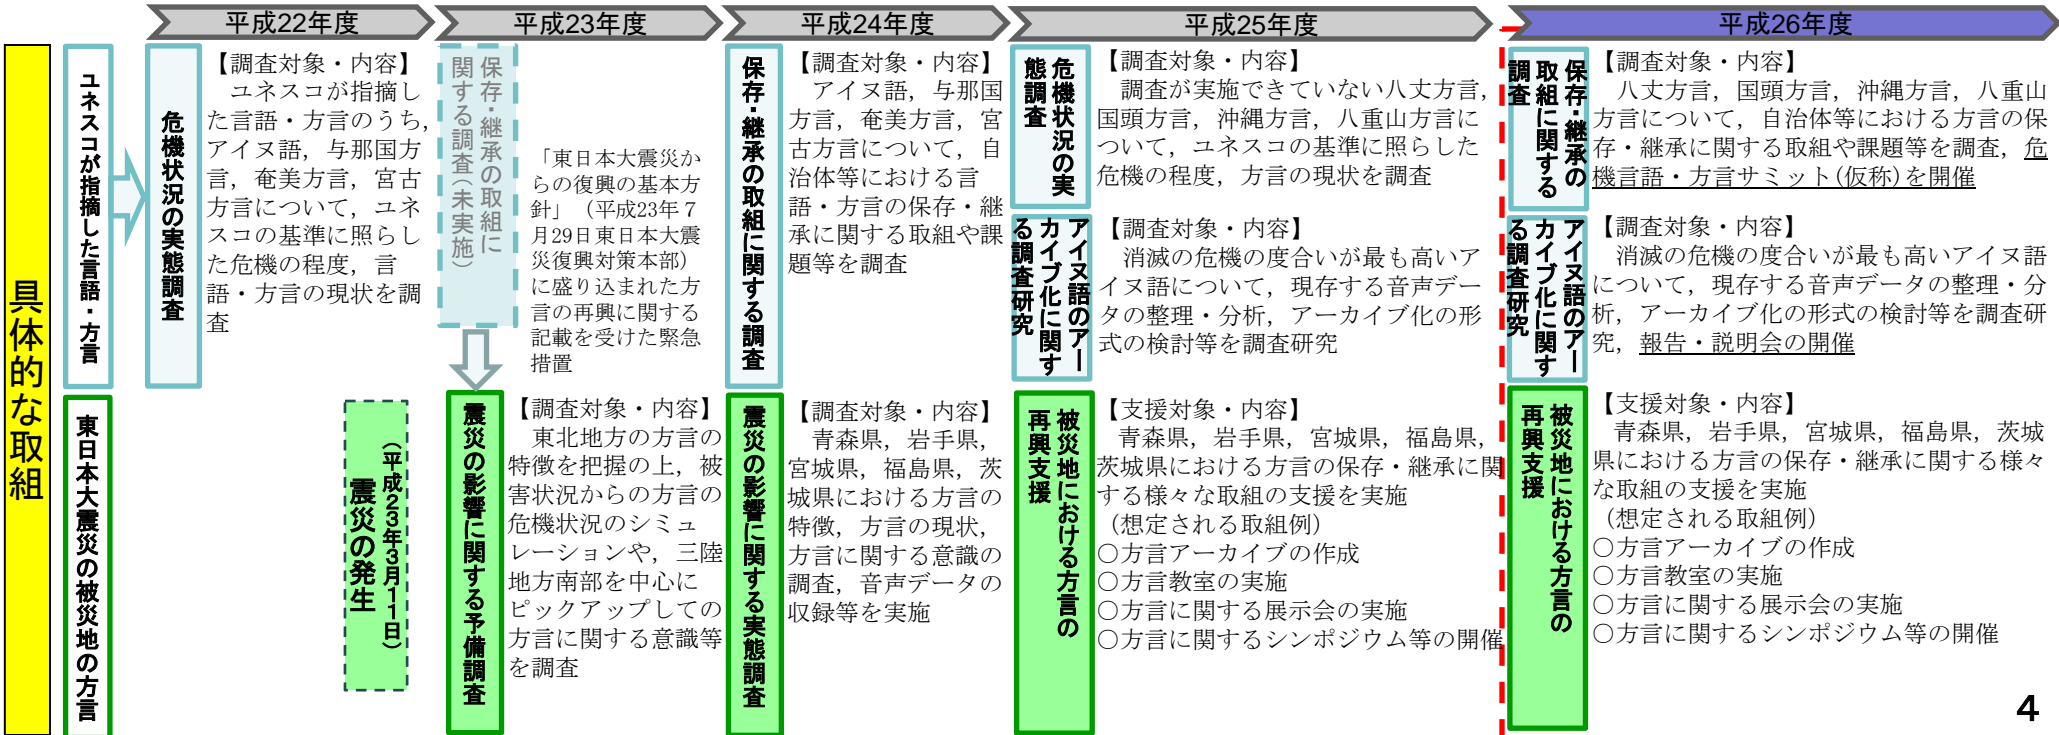 平成22年度
平成23年度
平成24年度
平成25年度
平成26年度
具体的な取組
ユネスコが指摘した言語・方言
危機状況の実態調査
【調査対象・内容】
ユネスコが指摘し
た言語・方言のうち，
アイヌ語，与那国方
言，奄美方言，宮古
方言について，ユネ
スコの基準に照らし
た危機の程度，言
語・方言の現状を調
査
保存・継承の取組に
関する調査（未実施）
「東日本大震災か
らの復興の基本方
針」（平成23年７
月29日東日本大震
災復興対策本部）
に盛り込まれた方
言の再興に関する
記載を受けた緊急
措置
保存・継承の取組に関する調査
【調査対象・内容】
アイヌ語，与那国
方言，奄美方言，宮
古方言について，自
治体等における言
語・方言の保存・継
承に関する取組や課
題等を調査
危機状況の実
態調査
【調査対象・内容】
調査が実施できていない八丈方言，
国頭方言，沖縄方言，八重山方言に
ついて，ユネスコの基準に照らした
危機の程度，方言の現状を調査
アイヌ語のアー
カイブ化に関す
る調査研究
【調査対象・内容】
消滅の危機の度合いが最も高いア
イヌ語について，現存する音声デー
タの整理・分析，アーカイブ化の形
式の検討等を調査研究
保存・継承の
取組に関する
調査
【調査対象・内容】
八丈方言，国頭方言，沖縄方言，八重山
方言について，自治体等における方言の保
存・継承に関する取組や課題等を調査，危
機言語・方言サミット(仮称)を開催
アイヌ語のアー
カイブ化に関す
る調査研究
【調査対象・内容】
消滅の危機の度合いが最も高いアイヌ語
について，現存する音声データの整理・分
析，アーカイブ化の形式の検討等を調査研
究，報告・説明会の開催
東日本大震災の被災地の方言
（平成23年3月11日）
震災の発生
震災の影響に関する予備調査
【調査対象・内容】
東北地方の方言の
特徴を把握の上，被
害状況からの方言の
危機状況のシミュ
レーションや，三陸
地方南部を中心に
ピックアップしての
方言に関する意識等
を調査
震災の影響に関する実態調査
【調査対象・内容】
青森県，岩手県，
宮城県，福島県，茨
城県における方言の
特徴，方言の現状，
方言に関する意識の
調査，音声データの
収録等を実施
被災地における方言の
再興支援
【支援対象・内容】
青森県，岩手県，宮城県，福島県，
茨城県における方言の保存・継承に関
する様々な取組の支援を実施
（想定される取組例）
○方言アーカイブの作成
○方言教室の実施
○方言に関する展示会の実施
○方言に関するシンポジウム等の開催
被災地における方言の
再興支援
【支援対象・内容】
青森県，岩手県，宮城県，福島県，茨城
県における方言の保存・継承に関する様々
な取組の支援を実施
（想定される取組例）
○方言アーカイブの作成
○方言教室の実施
○方言に関する展示会の実施
○方言に関するシンポジウム等の開催
4